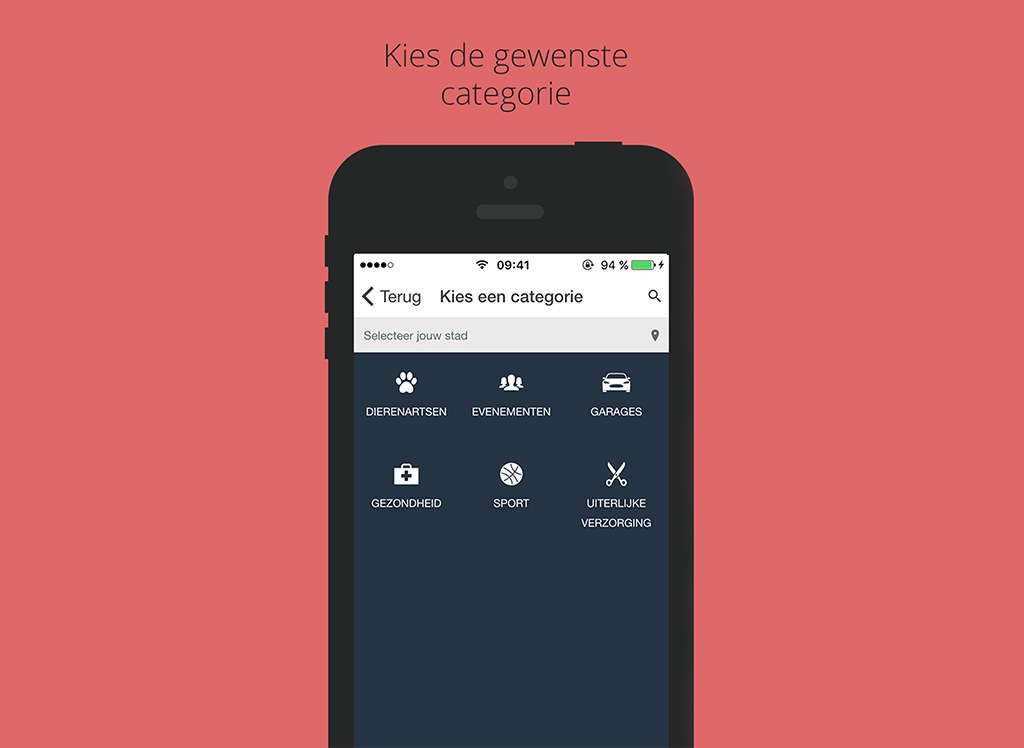 Kies de gewenste
categorie
09:41 94 %
Terug Kies een categorie
Selecteer jouw stad
DIERENARTSEN EVENEMENTEN GARAGES
GEZONDHEID SPORT UITERLIJKE
VERZORGING